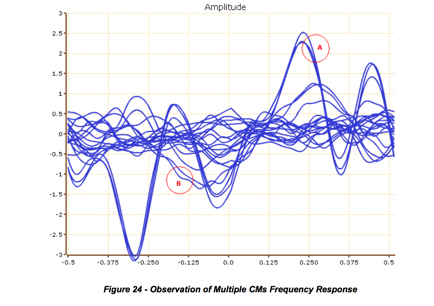 Amplitude
3
2.5
2
1.5
1
0.5
0
-0.5
-1
-1.5
-2
-2.5
-3
A
B
-0.5 -0.375 -0.250 -0.125 0.0 0.125 0.250 0.375 0.5
Figure 24 - Observation of Multiple CMs Frequency Response